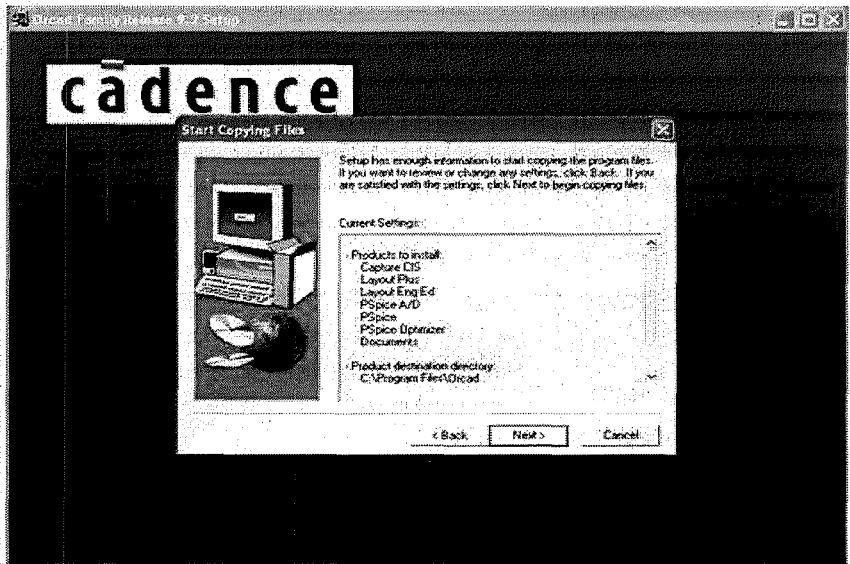 Orcad Family Release 9.2 Setup
cadence
Start Copying Files
Setup has enough information to start copying the program files.
If you want to review or change any settings, click Back. If you
are satisfied with the settings, click Next to begin copying files.
Current Settings:
Products to install:
Capture CIS
Layout Plus
Layout Eng Ed
PSpice A/D
PSpice
PSpice Optimizer
Documents
Product destination directory:
C:\Program Files\Orcad
< Back
Next >
Cancel